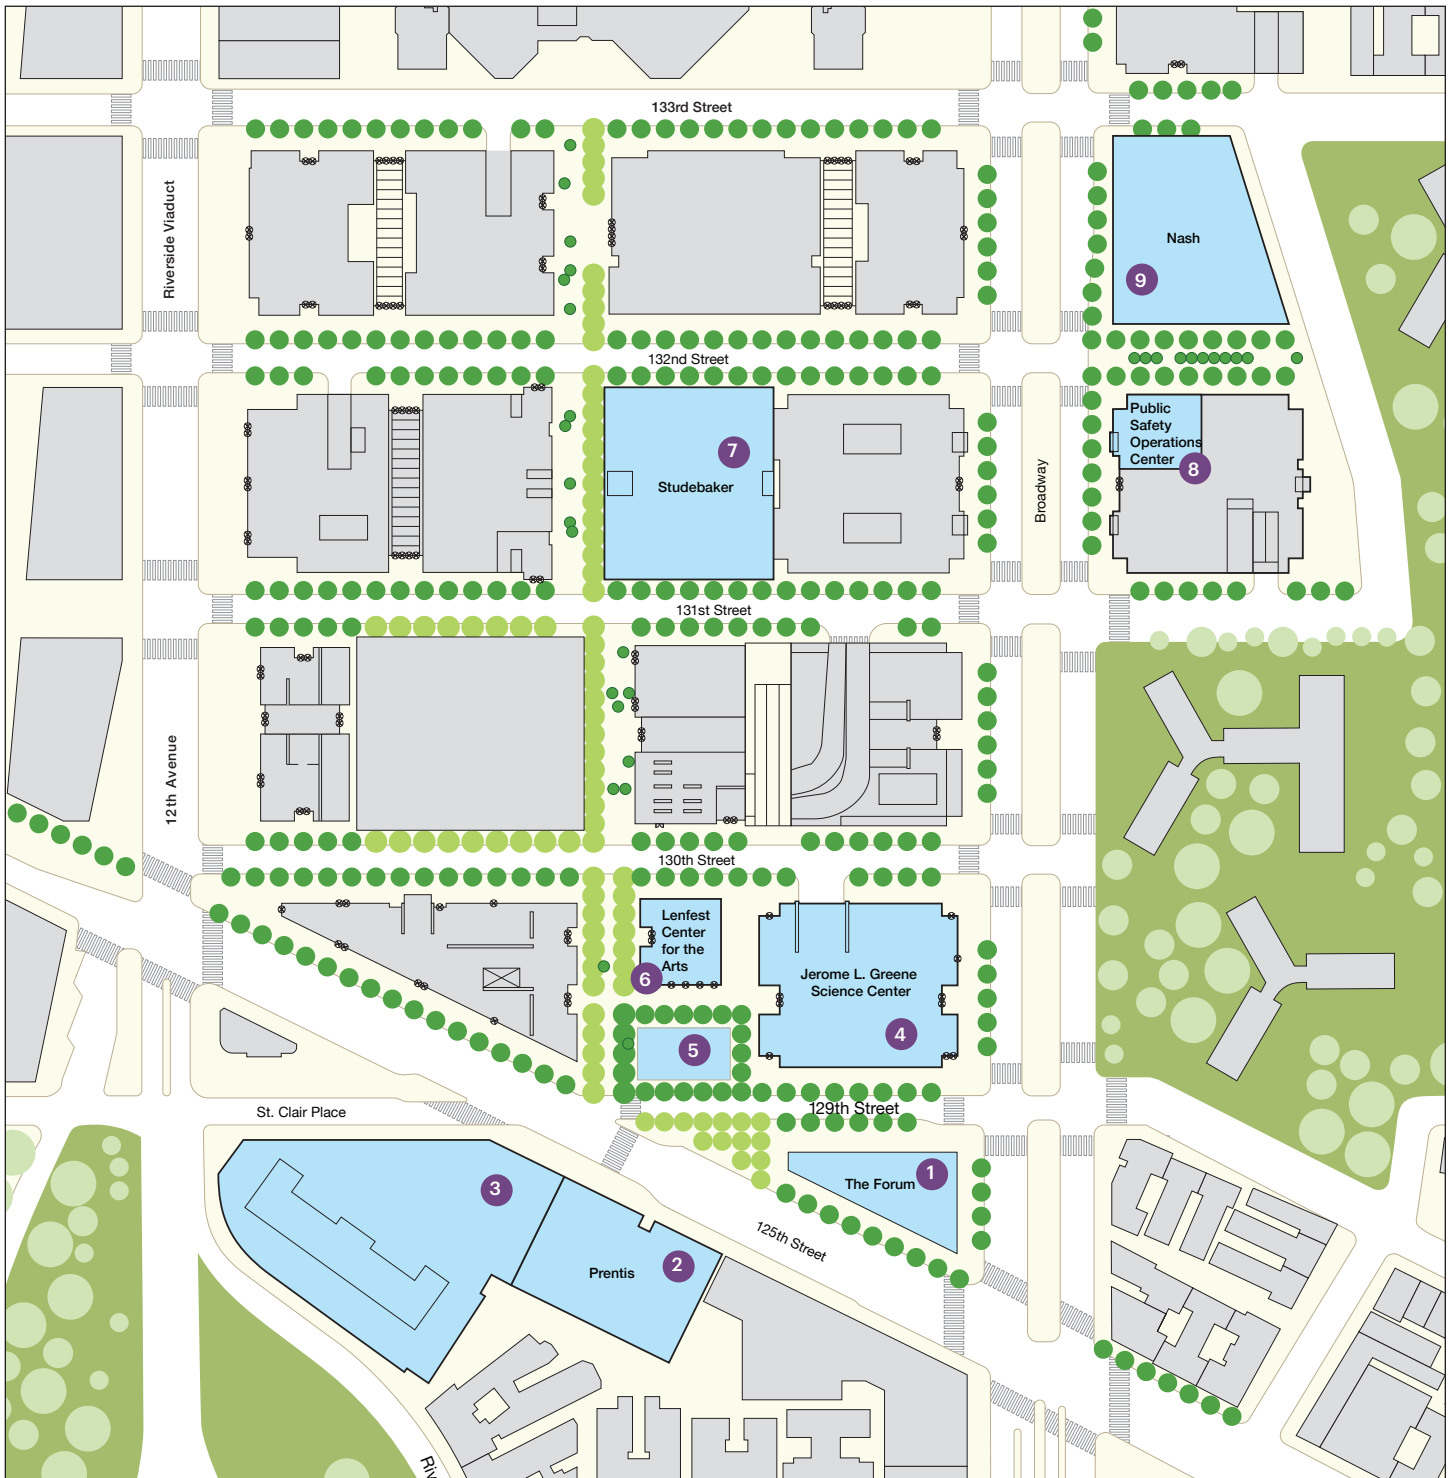 133rd Street
Riverside Viaduct
Nash
9
132nd Street
Public
Safety
Operations
Center
8
7
Studebaker
Broadway
131st Street
12th Avenue
130th Street
Lenfest
Center
for the
Arts
6
Jerome L. Greene
Science Center
4
5
St. Clair Place
129th Street
3
1
The Forum
125th Street
2
Prentis
Riv